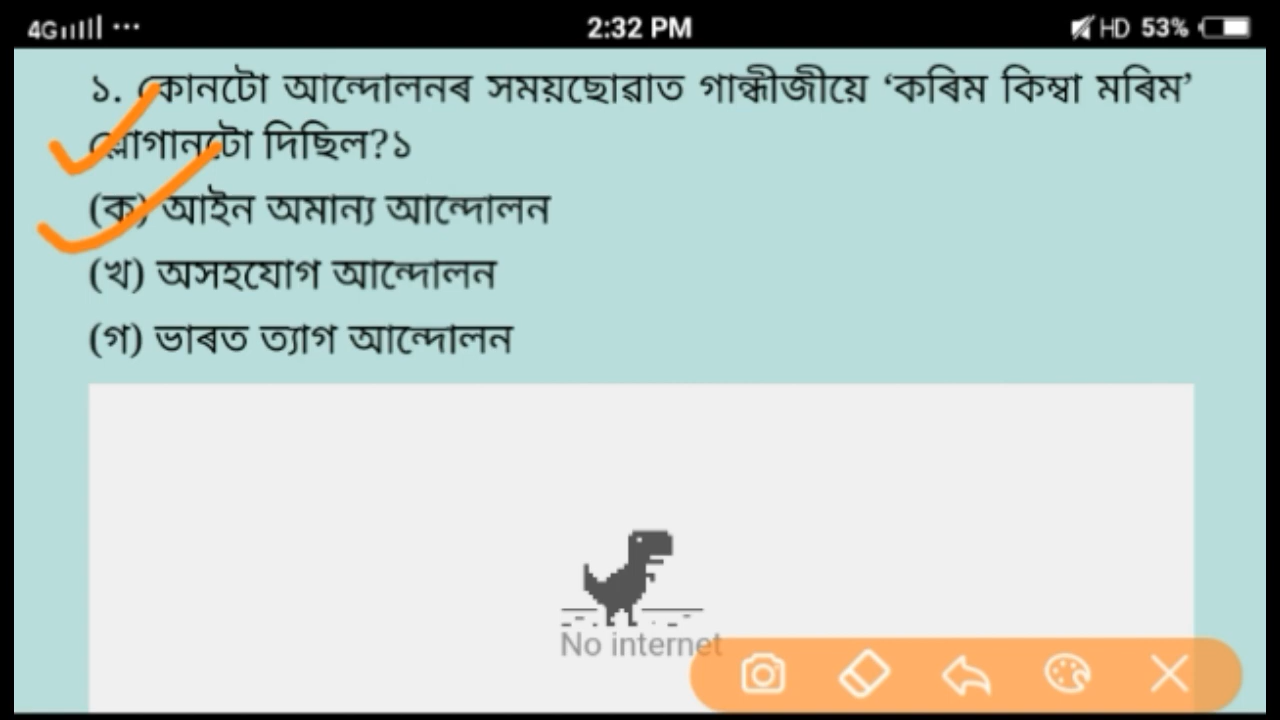 4G
2:32 PM
HD 53%
১. কোনটো আন্দোলনৰ সময়ছোৱাত গান্ধীজীয়ে ‘কৰিম কিম্বা মৰিম’
শ্লোগানটো দিছিল?১
(ক) আইন অমান্য আন্দোলন
(খ) অসহযোগ আন্দোলন
(গ) ভাৰত ত্যাগ আন্দোলন
No internet